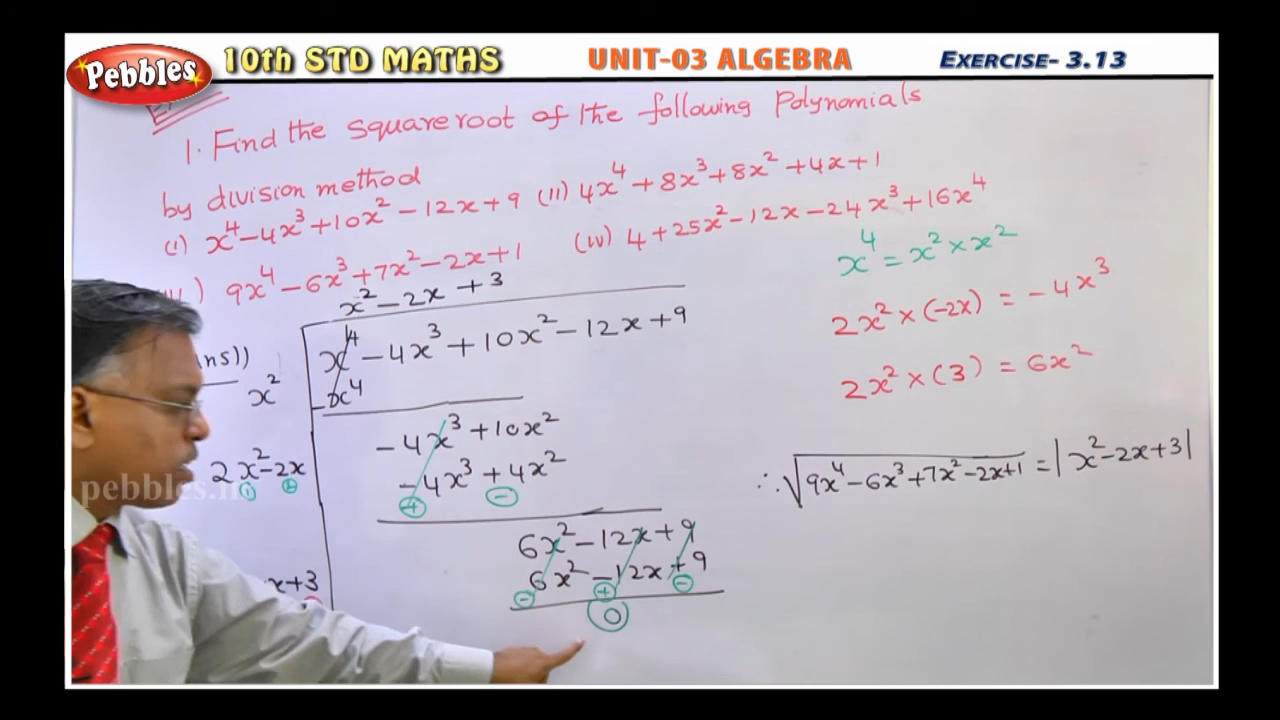 Pebbles 10th STD MATHS UNIT-03 ALGEBRA EXERCISE- 3.13
1. Find the square root of the following Polynomials
by division method
(i) x⁴-4x³+10x²-12x+9 (ii) 4x⁴+8x³+8x²+4x+1
) 9x⁴-6x³+7x²-2x+1 (iv) 4+25x²-12x-24x³+16x⁴
x²-2x+3
x⁴-4x³+10x²-12x+9
ns))
x²
-x⁴
-4x³+10x²
2x²-2x
-4x³+4x²
+ -
6x²-12x+9
x+3
6x²-12x+9
- + -
0
x⁴=x²×x²
2x²×(-2x)=-4x³
2x²×(3)=6x²
∴√9x⁴-6x³+7x²-2x+1=|x²-2x+3|